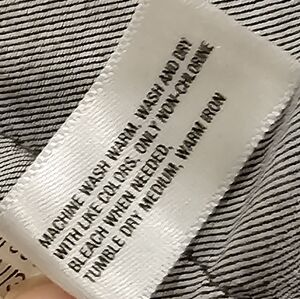 MACHINE WASH WARM, WASH AND DRY
WITH LIKE COLORS, ONLY NON-CHLORINE
BLEACH WHEN NEEDED,
TUMBLE DRY MEDIUM, WARM IRON